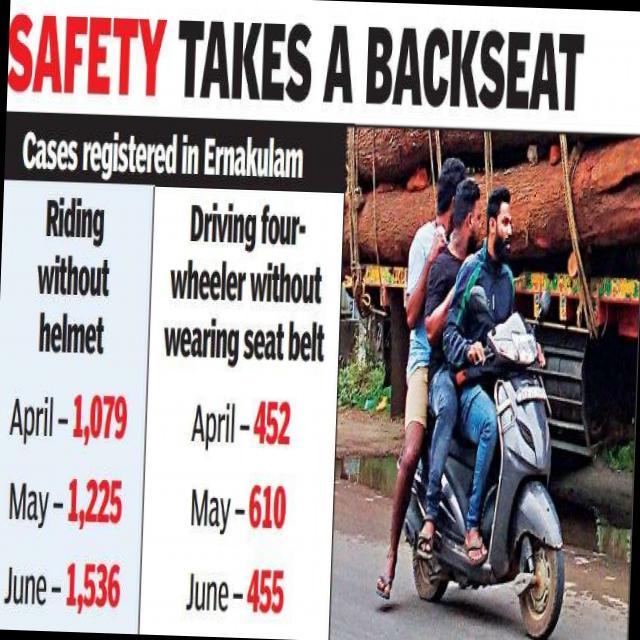 SAFETY TAKES A BACKSEAT
Cases registered in Ernakulam
Riding
without
helmet
April – 1,079
May – 1,225
June – 1,536
Driving four-
wheeler without
wearing seat belt
April – 452
May – 610
June – 455